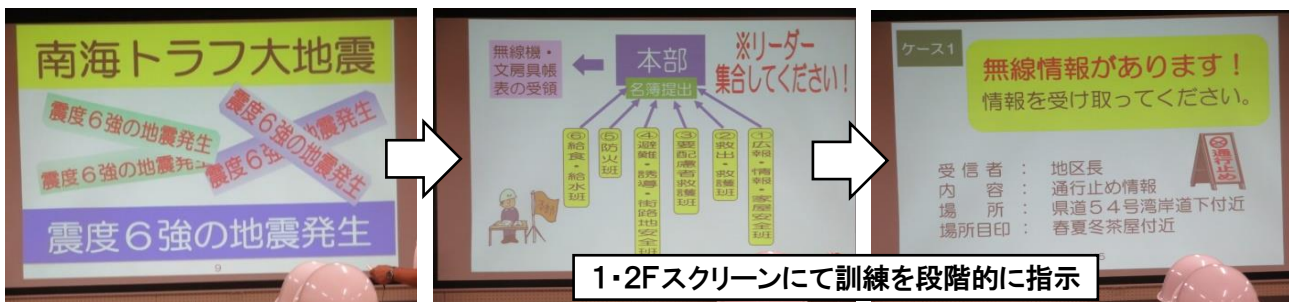 南海トラフ大地震
震度6強の地震発生
震度6強の地震発生
震度6強の地震発生
震度6強の地震発生
震度6強の地震発生
9
無線機・
文房具帳
表の受領
本部
名簿提出
※リーダー
集合してください!
⑥給食・給水班
⑤防火班
④避難・誘導・街路地安全班
③要配慮者救護班
②救出・救護班
①広報・情報・家屋安全班
ケース1
無線情報があります!
情報を受け取ってください。
通行止め
受信者 : 地区長
内容 : 通行止め情報
場所 : 県道54号湾岸道下付近
場所目印 : 春夏冬茶屋付近
1・2Fスクリーンにて訓練を段階的に指示